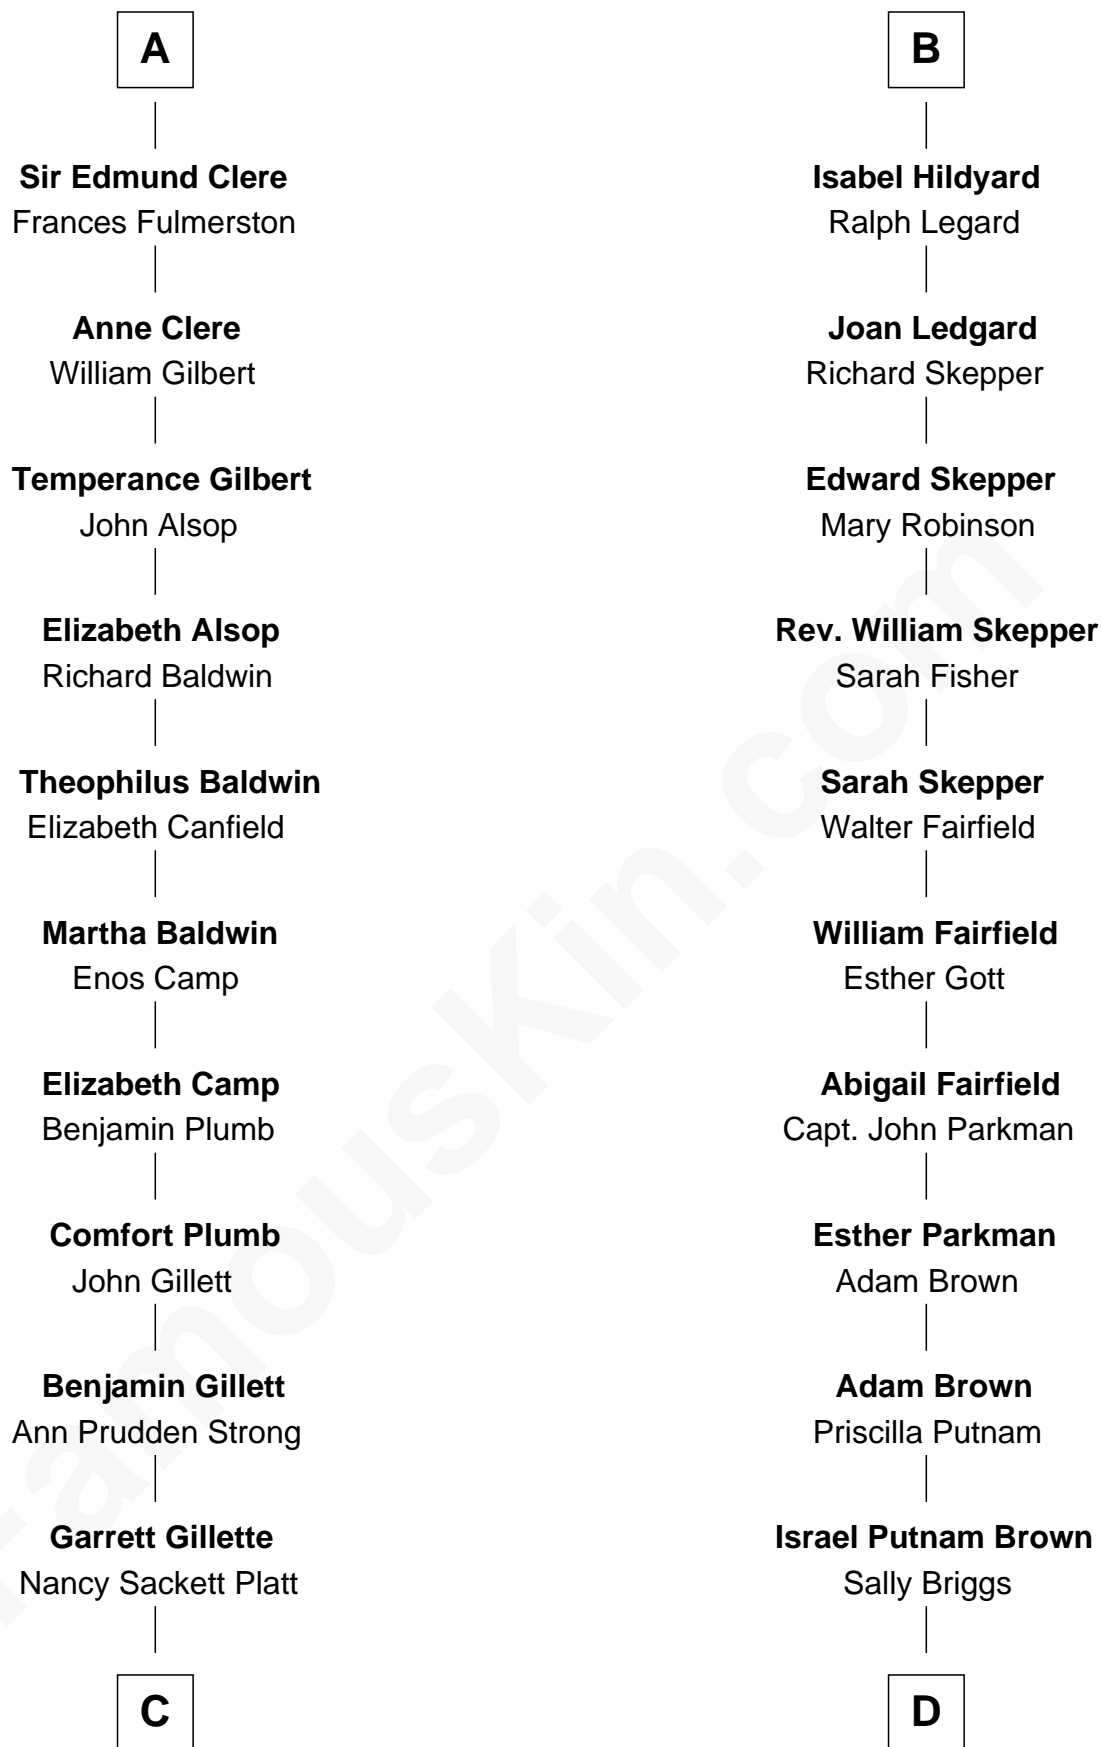 A
Sir Edmund Clere
Frances Fulmerston
Anne Clere
William Gilbert
Temperance Gilbert
John Alsop
Elizabeth Alsop
Richard Baldwin
Theophilus Baldwin
Elizabeth Canfield
Martha Baldwin
Enos Camp
Elizabeth Camp
Benjamin Plumb
Comfort Plumb
John Gillett
Benjamin Gillett
Ann Prudden Strong
Garrett Gillette
Nancy Sackett Platt
C
B
Isabel Hildyard
Ralph Legard
Joan Ledgard
Richard Skepper
Edward Skepper
Mary Robinson
Rev. William Skepper
Sarah Fisher
Sarah Skepper
Walter Fairfield
William Fairfield
Esther Gott
Abigail Fairfield
Capt. John Parkman
Esther Parkman
Adam Brown
Adam Brown
Priscilla Putnam
Israel Putnam Brown
Sally Briggs
D
FamousKin.com